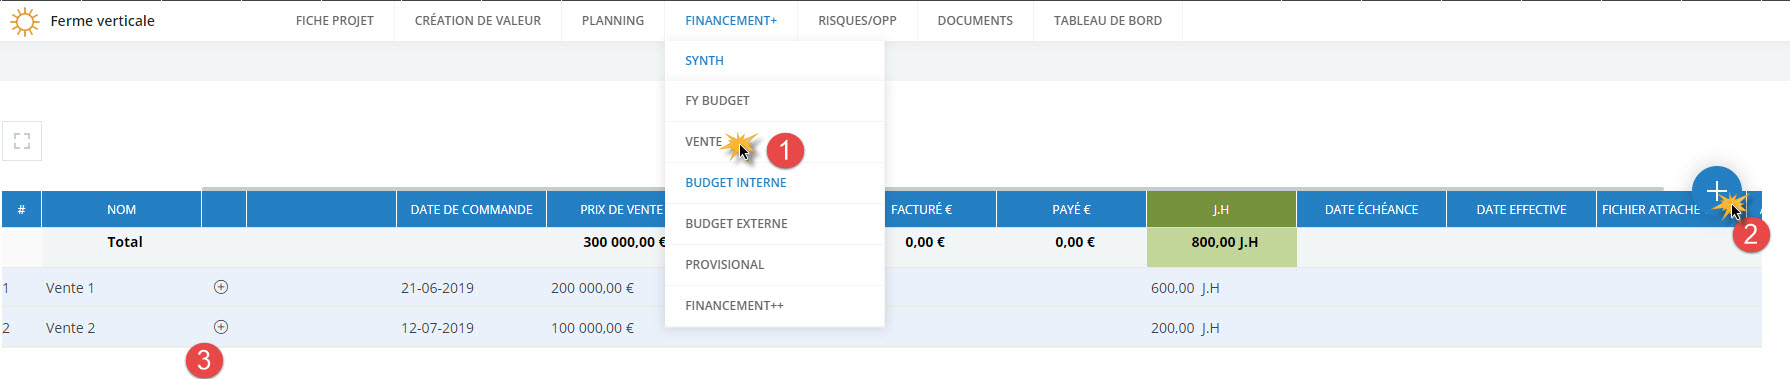 Ferme verticale FICHE PROJET CRÉATION DE VALEUR PLANNING FINANCEMENT+ RISQUES/OPP DOCUMENTS TABLEAU DE BORD
SYNTH
FY BUDGET
VENTE 1
BUDGET INTERNE
BUDGET EXTERNE
PROVISIONAL
FINANCEMENT++
# NOM DATE DE COMMANDE PRIX DE VENTE FACTURÉ € PAYÉ € J.H DATE ÉCHÉANCE DATE EFFECTIVE FICHIER ATTACHE
2
Total 300 000,00 € 0,00 € 0,00 € 800,00 J.H
1 Vente 1 21-06-2019 200 000,00 € 600,00 J.H
2 Vente 2 12-07-2019 100 000,00 € 200,00 J.H
3